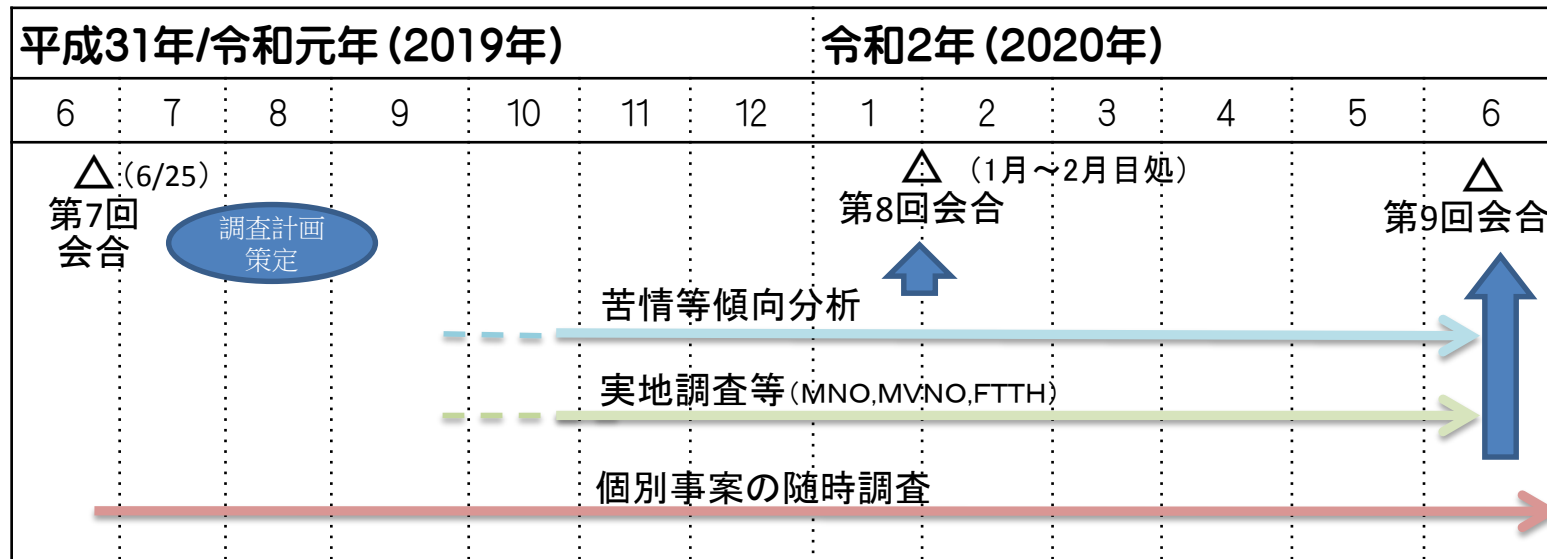 平成31年/令和元年(2019年)
令和2年(2020年)
6 7 8 9 10 11 12 1 2 3 4 5 6
△(6/25)
第7回
会合
調査計画
策定
△ (1月～2月目処)
第8回会合
△
第9回会合
苦情等傾向分析
実地調査等(MNO,MVNO,FTTH)
個別事案の随時調査